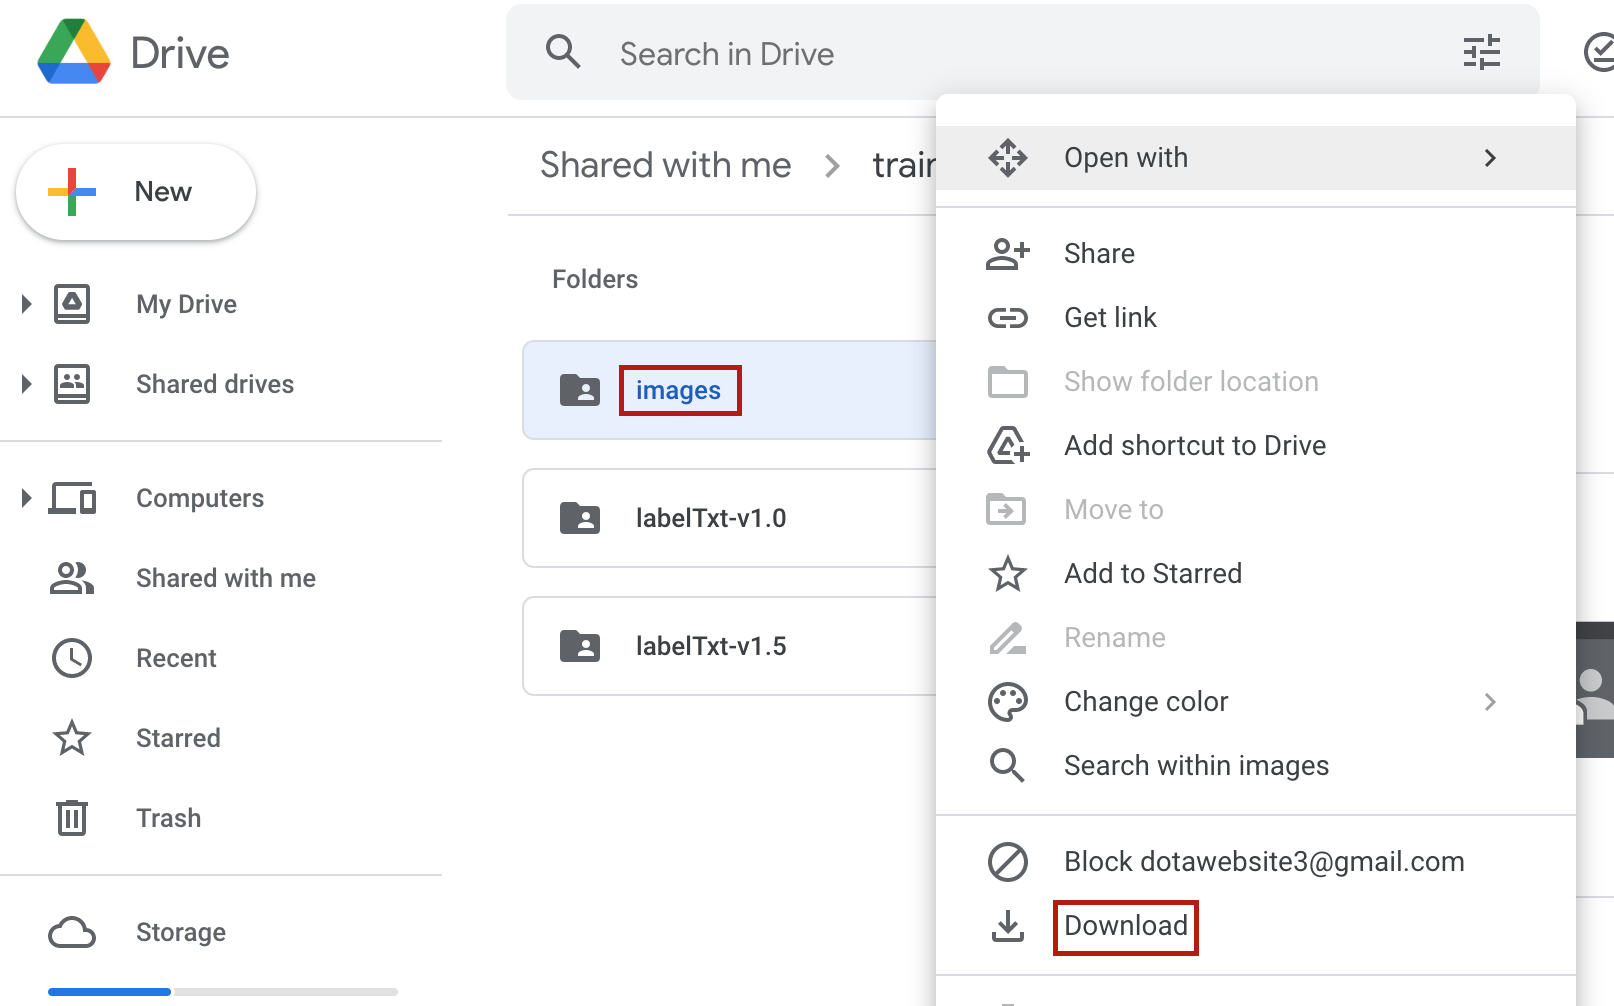 Drive
Search in Drive
New
My Drive
Shared drives
Computers
Shared with me
Recent
Starred
Trash
Storage
Shared with me
Folders
images
labelTxt-v1.0
labelTxt-v1.5
Open with
Share
Get link
Show folder location
Add shortcut to Drive
Move to
Add to Starred
Rename
Change color
Search within images
Block dotawebsite3@gmail.com
Download